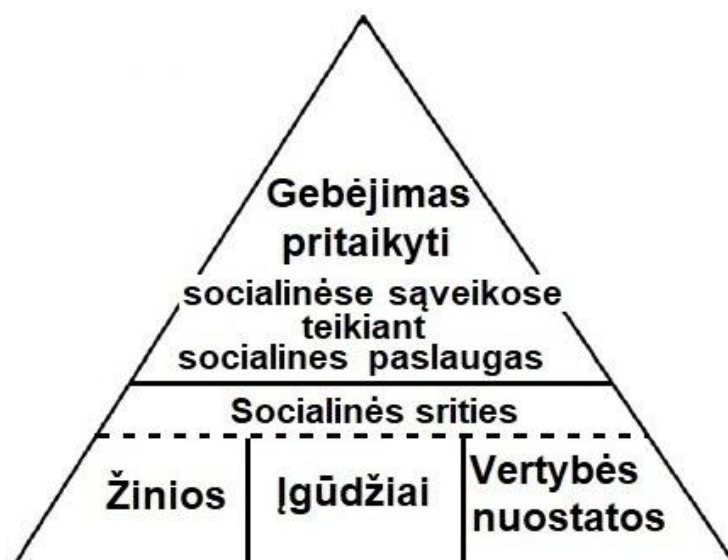 Gebėjimas
pritaikyti
socialinėse sąveikose
teikiant
socialines paslaugas
Socialinės srities
Žinios
Įgūdžiai
Vertybės
nuostatos